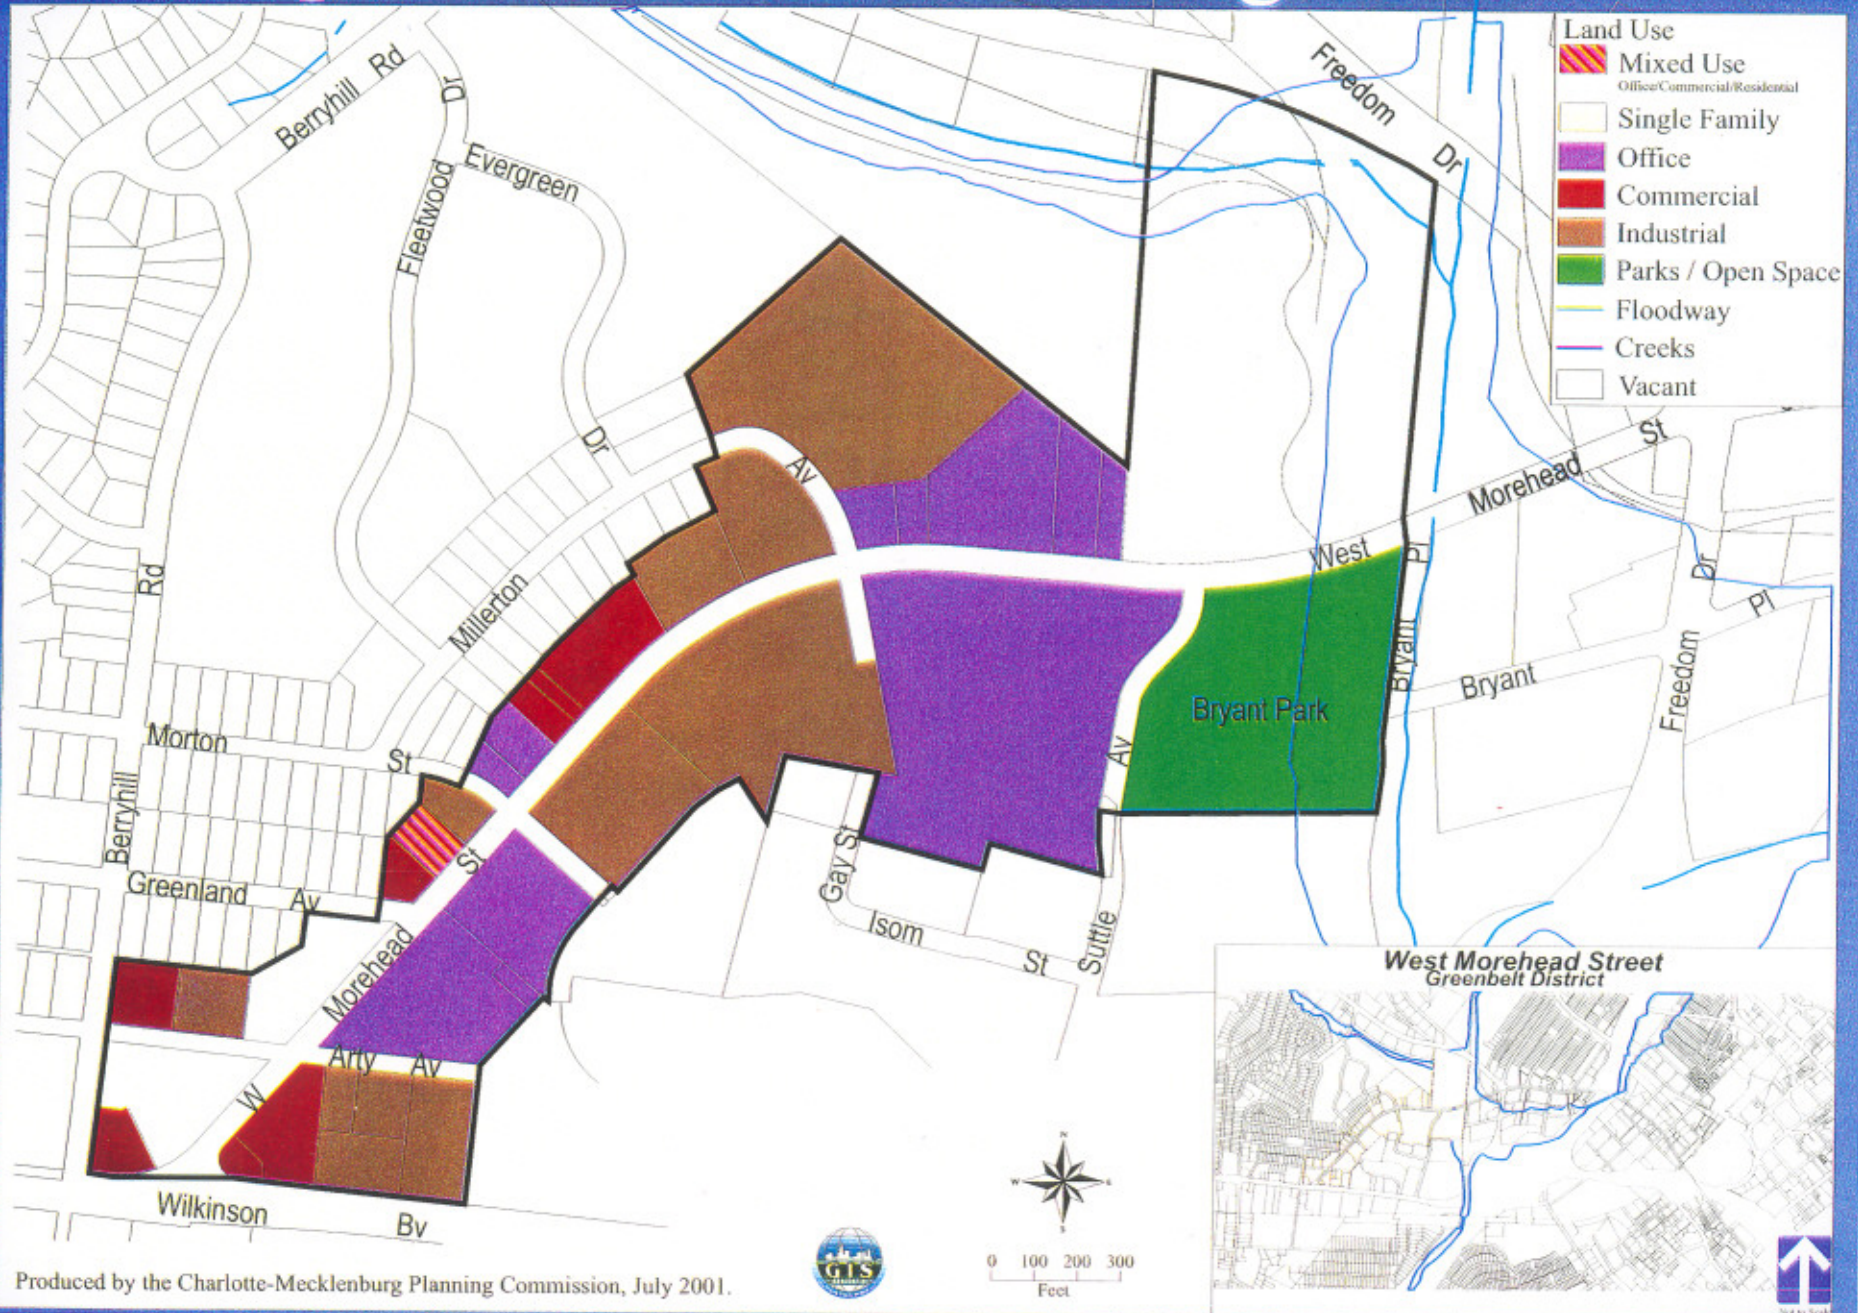 Land Use
Mixed Use
Office/Commercial/Residential
Single Family
Office
Commercial
Industrial
Parks / Open Space
Floodway
Creeks
Vacant
Freedom
Dr
Berryhill Rd
Dr
Evergreen
Fleetwood
Dr
Av
St
Morehead
West
Pl
Dr
Pl
Rd
Millerton
Bryant
Bryant
Freedom
Bryant Park
Morton
St
Av
Berryhill
St
Gay St
Greenland Av
Isom
St
Suttle
Morehead
Arty Av
W
Wilkinson
Bv
West Morehead Street
Greenbelt District
N
W
E
S
0 100 200 300
Feet
GIS
Produced by the Charlotte-Mecklenburg Planning Commission, July 2001.
Not to Scale